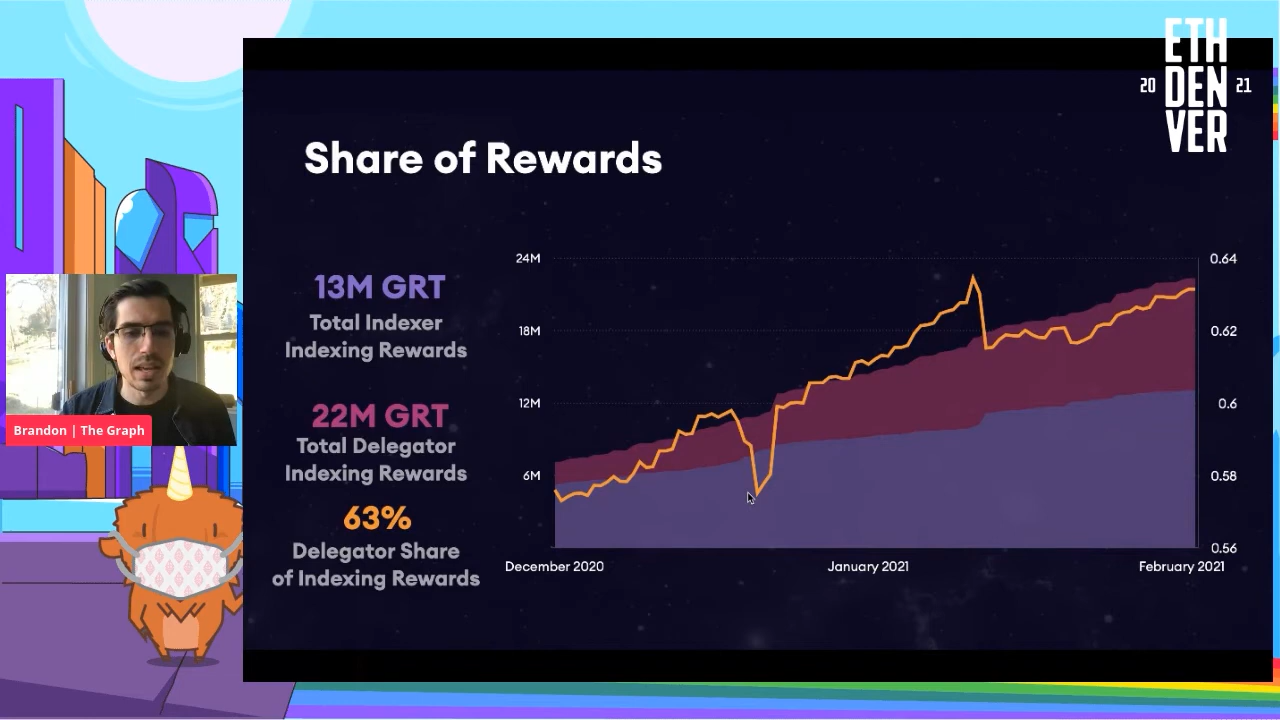 ETH
20 DEN 21
VER
Share of Rewards
13M GRT
Total Indexer
Indexing Rewards
22M GRT
Total Delegator
Indexing Rewards
63%
Delegator Share
of Indexing Rewards
24M
18M
12M
6M
0.64
0.62
0.6
0.58
0.56
December 2020
January 2021
February 2021
Brandon | The Graph